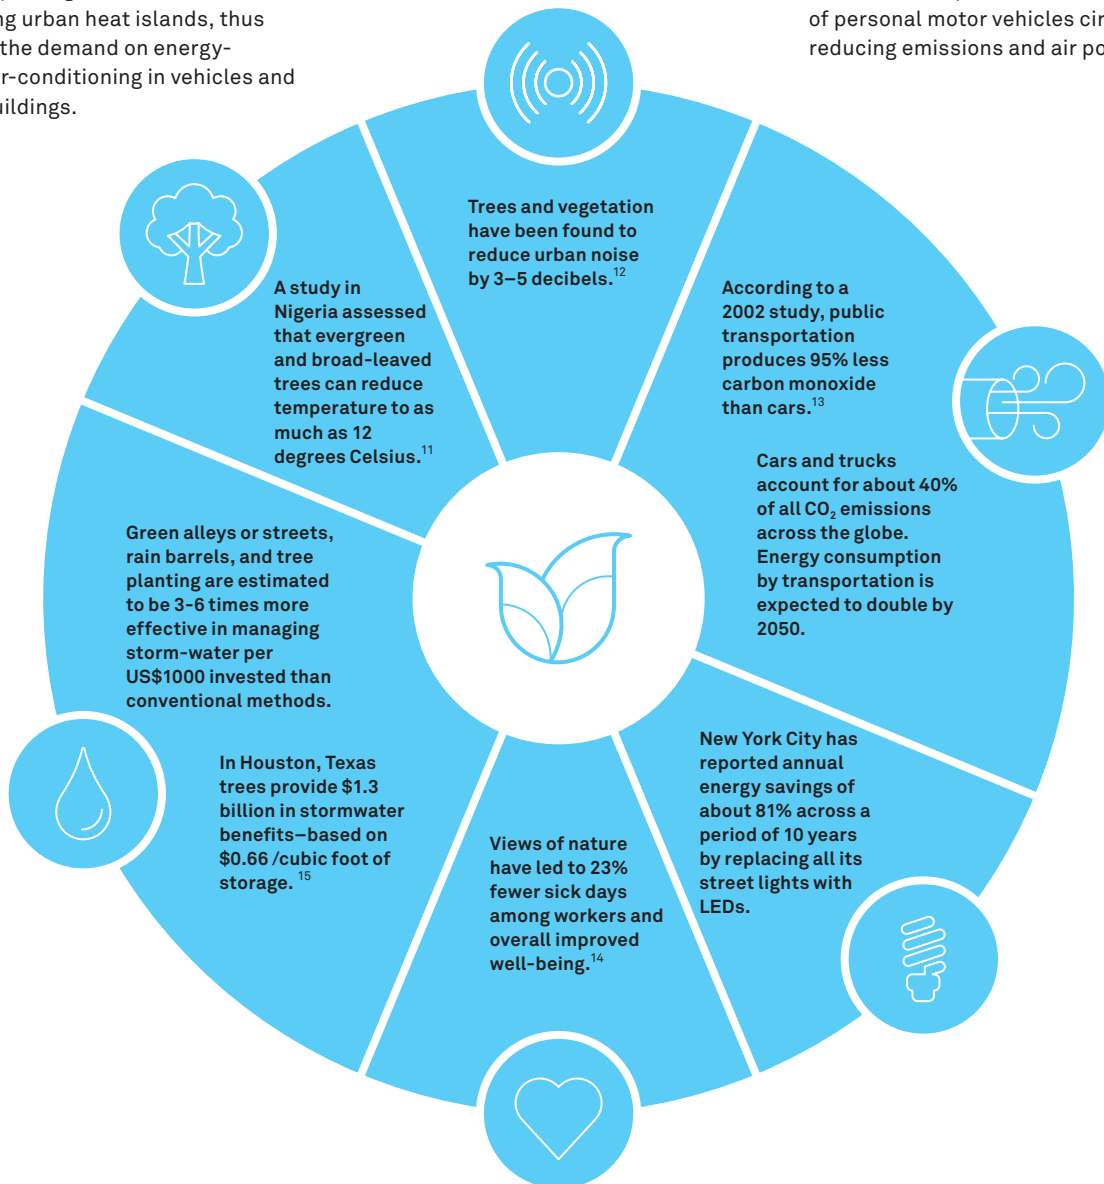 ng urban heat islands, thus
the demand on energy-
r-conditioning in vehicles and
uildings.
of personal motor vehicles cir
reducing emissions and air po
Trees and vegetation
have been found to
reduce urban noise
by 3–5 decibels.12
A study in
Nigeria assessed
that evergreen
and broad-leaved
trees can reduce
temperature to as
much as 12
degrees Celsius.11
According to a
2002 study, public
transportation
produces 95% less
carbon monoxide
than cars.13
Cars and trucks
account for about 40%
of all CO2 emissions
across the globe.
Energy consumption
by transportation is
expected to double by
2050.
Green alleys or streets,
rain barrels, and tree
planting are estimated
to be 3-6 times more
effective in managing
storm-water per
US$1000 invested than
conventional methods.
In Houston, Texas
trees provide $1.3
billion in stormwater
benefits–based on
$0.66 /cubic foot of
storage. 15
Views of nature
have led to 23%
fewer sick days
among workers and
overall improved
well-being.14
New York City has
reported annual
energy savings of
about 81% across a
period of 10 years
by replacing all its
street lights with
LEDs.